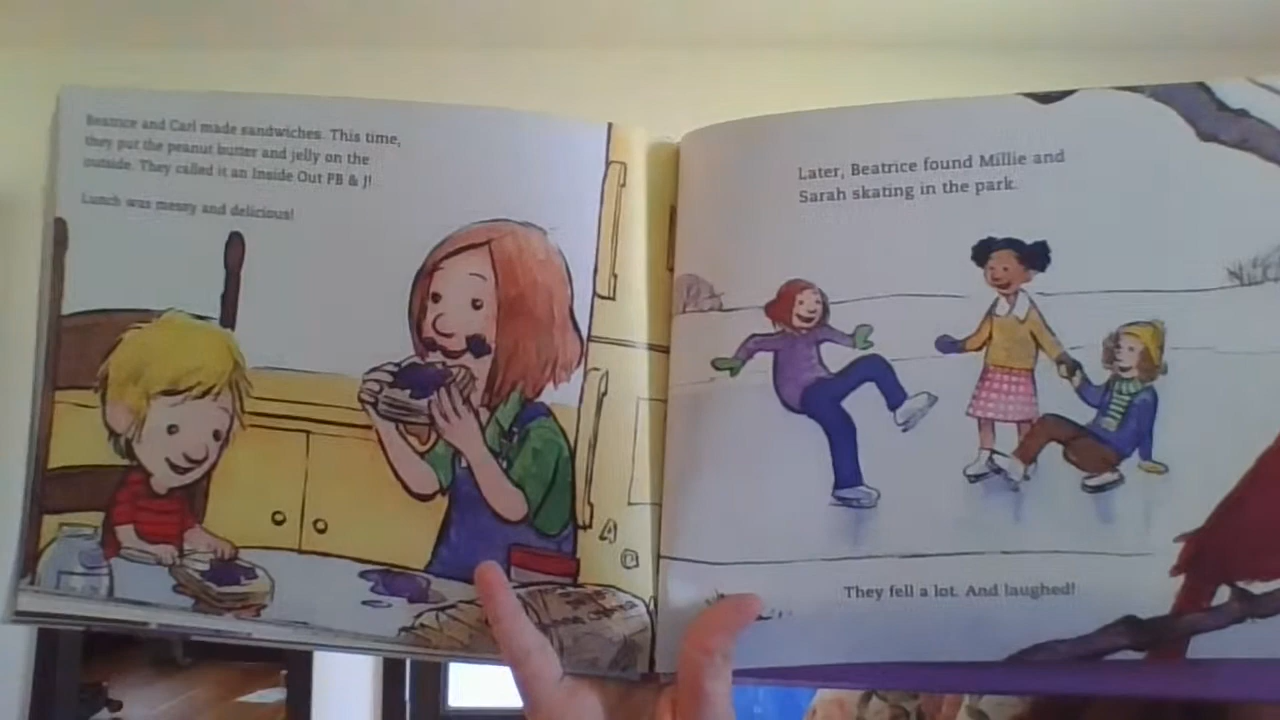 Beatrice and Carl made sandwiches. This time,
they put the peanut butter and jelly on the
outside. They called it an Inside Out PB & J!
Lunch was messy and delicious!
Later, Beatrice found Millie and
Sarah skating in the park.
They fell a lot. And laughed!